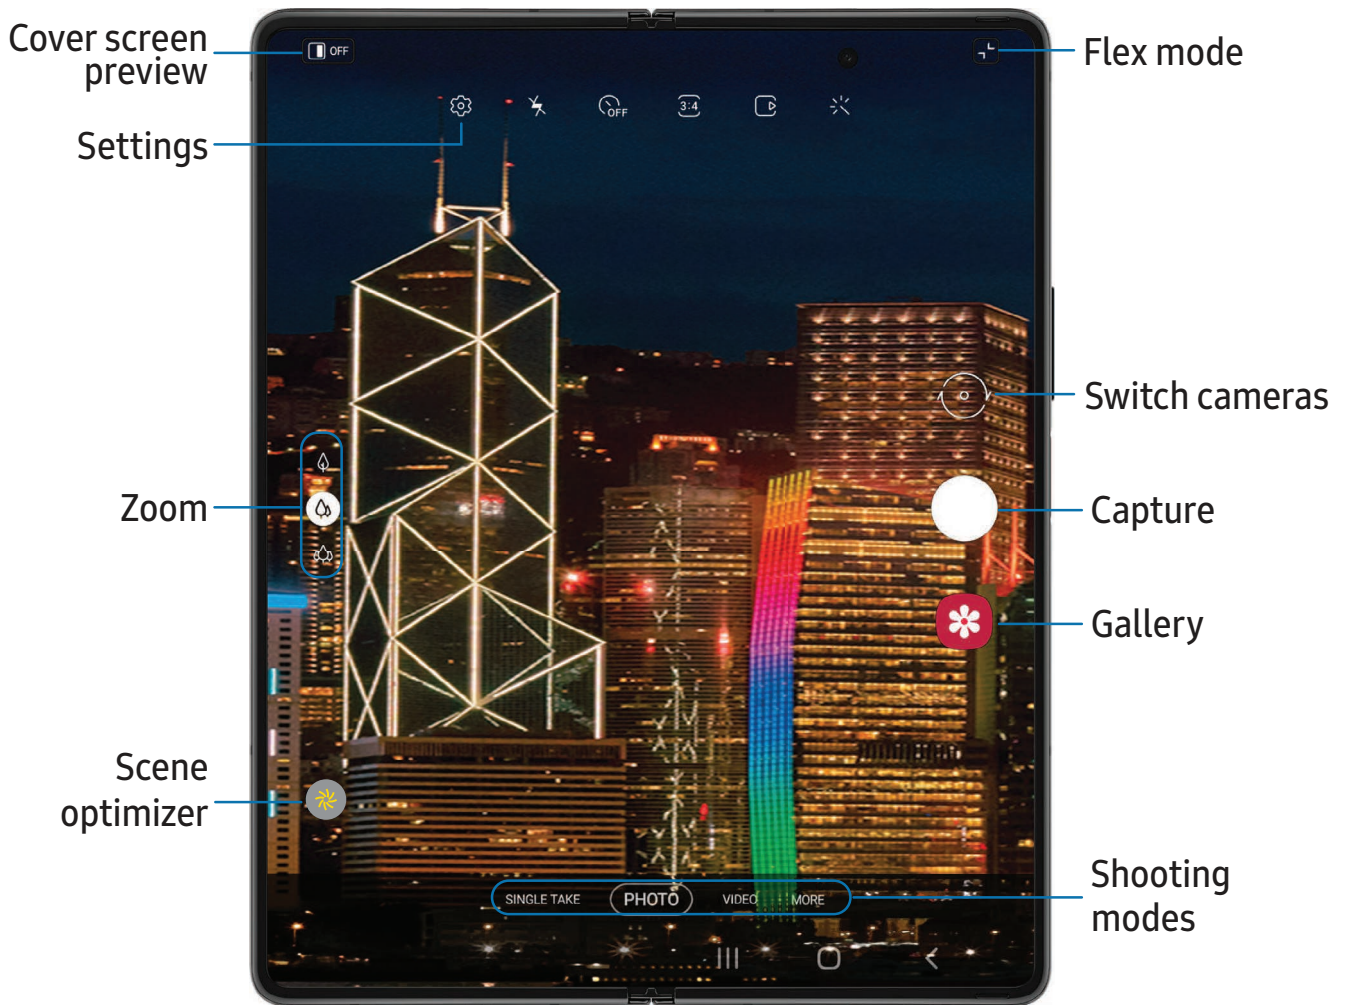 Cover screen
preview
OFF
Flex mode
Settings
OFF
3:4
Switch cameras
Zoom
Capture
Gallery
Scene
optimizer
Shooting
modes
SINGLE TAKE
PHOTO
VIDEO
MORE